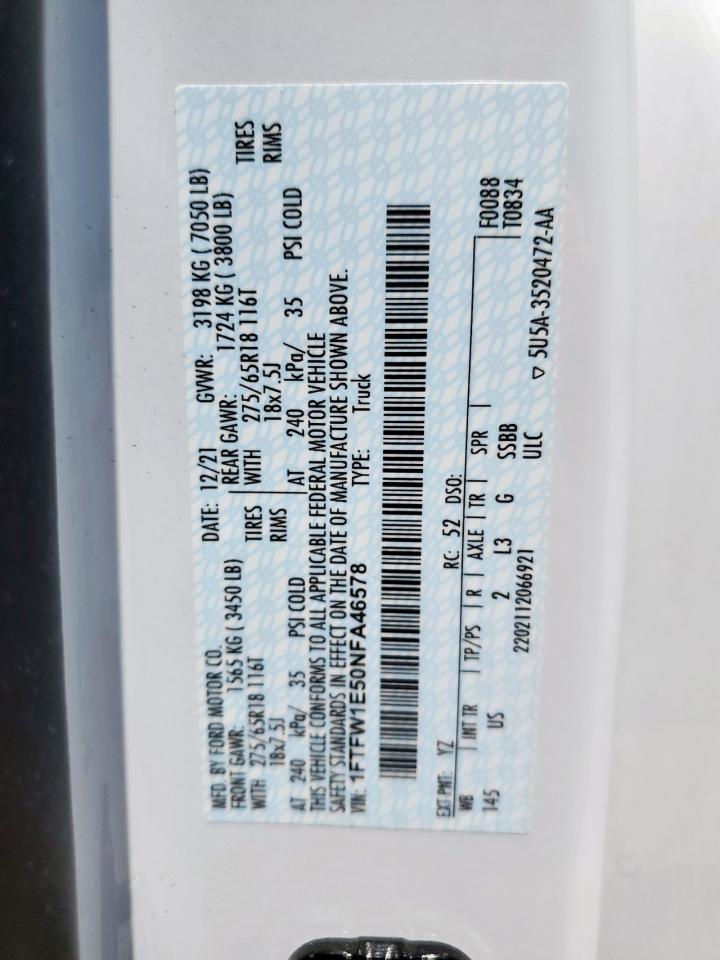 MFD. BY FORD MOTOR CO.
DATE: 12/21 GVWR: 3198 KG ( 7050 LB)
FRONT GAWR: 1565 KG ( 3450 LB) REAR GAWR: 1724 KG ( 3800 LB)
WITH 275/65R18 116T TIRES WITH 275/65R18 116T TIRES
18x7.5J RIMS 18x7.5J RIMS
AT 240 kPa/ 35 PSI COLD AT 240 kPa/ 35 PSI COLD
THIS VEHICLE CONFORMS TO ALL APPLICABLE FEDERAL MOTOR VEHICLE
SAFETY STANDARDS IN EFFECT ON THE DATE OF MANUFACTURE SHOWN ABOVE.
VIN: 1FTFW1E50NFA46578 TYPE: Truck
EXT PNT: YZ RC: 52 DSO: F0088
WB | INT TR | TP/PS | R | AXLE | TR | SPR | T0834
145 US 2 L3 G SSBB
ULC
2202112066921 ▽ 5U5A-3520472-AA